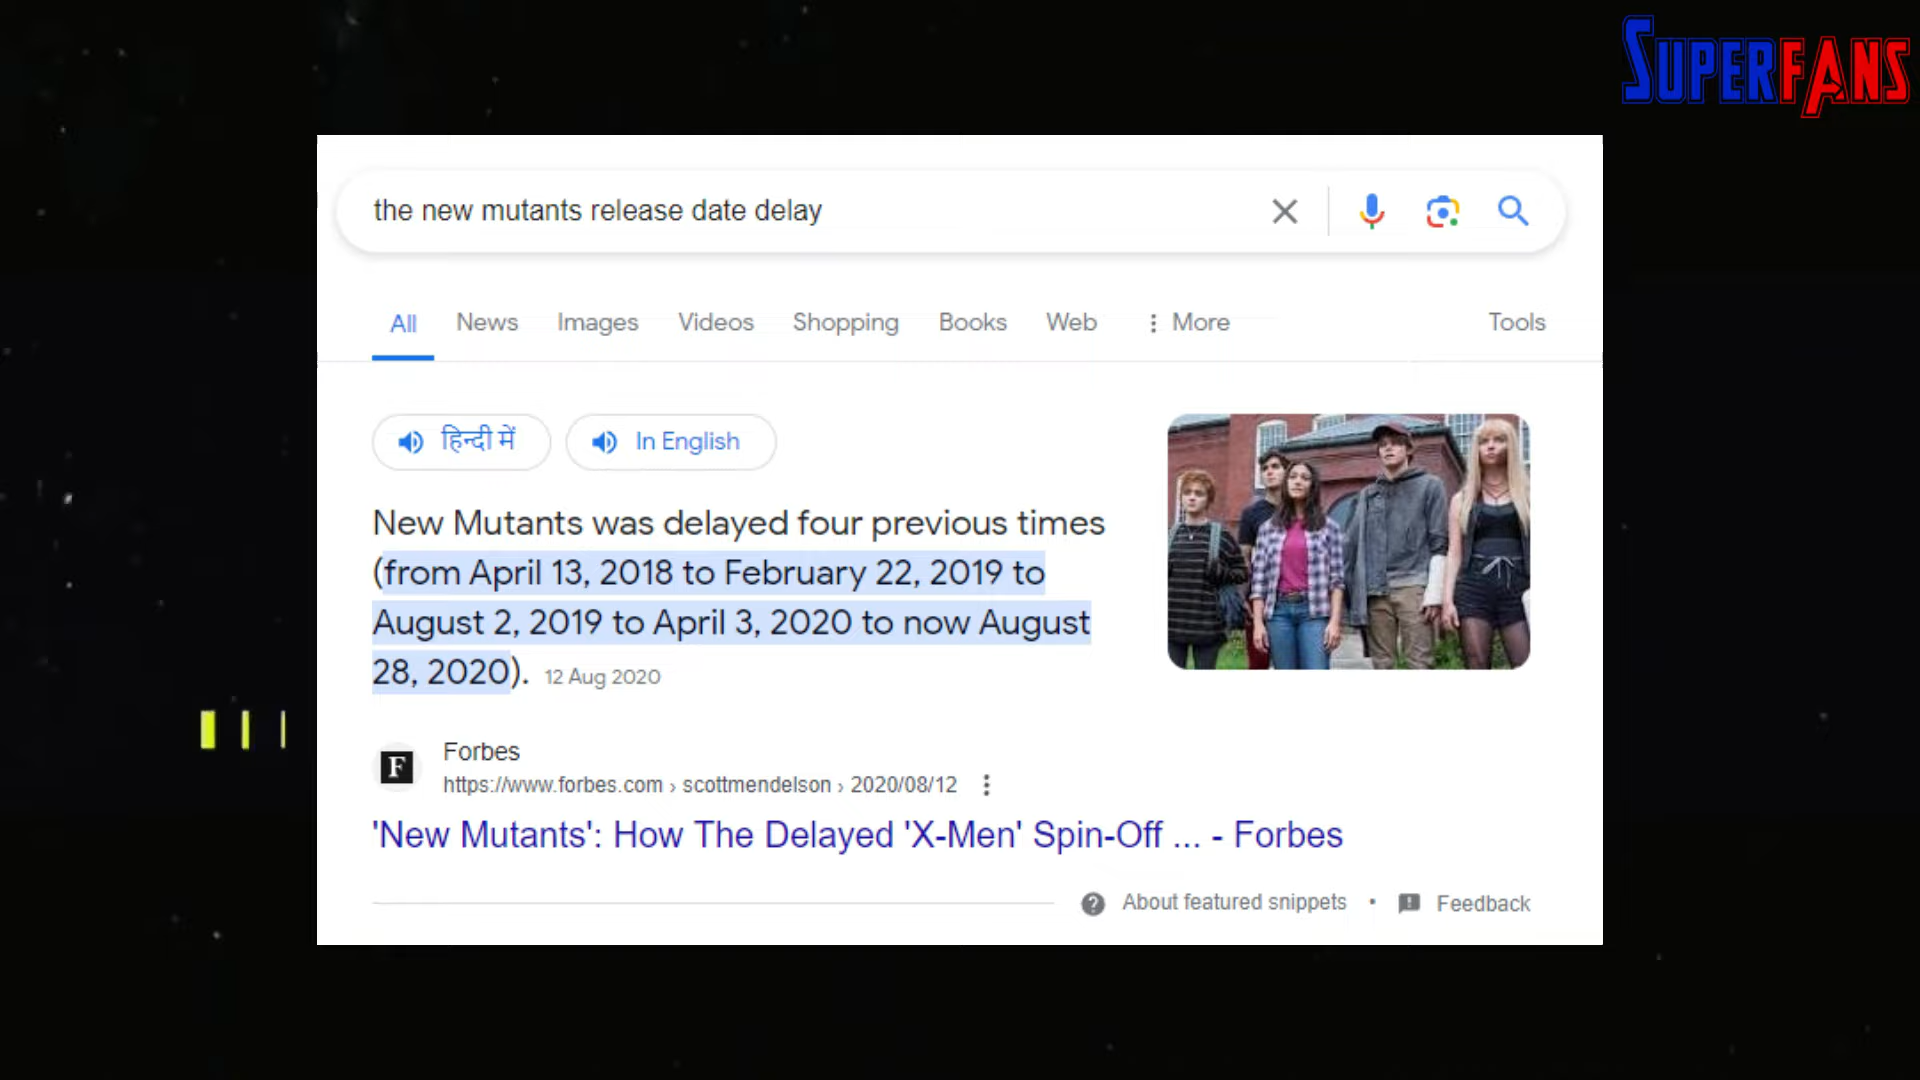 SUPERFANS
the new mutants release date delay
All News Images Videos Shopping Books Web More Tools
हिन्दी में In English
New Mutants was delayed four previous times
(from April 13, 2018 to February 22, 2019 to
August 2, 2019 to April 3, 2020 to now August
28, 2020). 12 Aug 2020
F
Forbes
https://www.forbes.com › scottmendelson › 2020/08/12
'New Mutants': How The Delayed 'X-Men' Spin-Off ... - Forbes
About featured snippets • Feedback